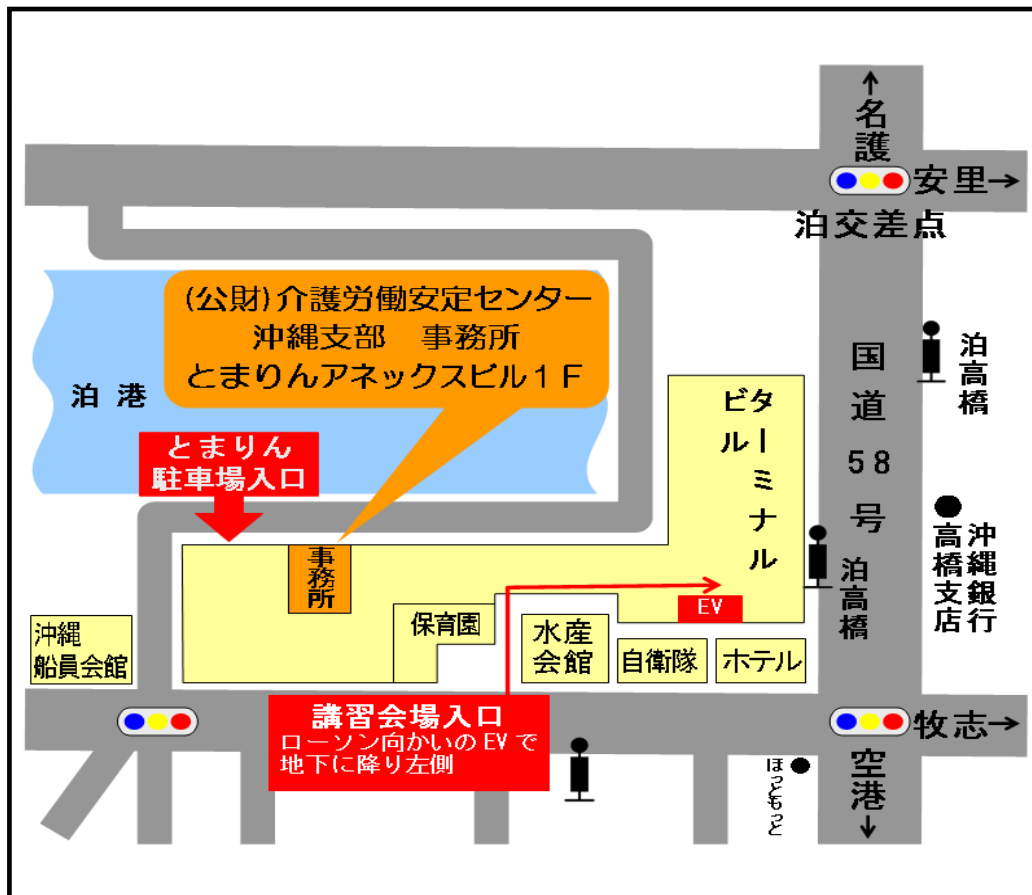 ↑名護
安里→
泊交差点
(公財)介護労働安定センター
沖縄支部 事務所
とまりんアネックスビル1F
泊港
とまりん
駐車場入口
ターミナル
ビル
国道58号
泊高橋
沖縄銀行
高橋支店
泊高橋
事務所
EV
保育園
水産
会館
自衛隊
ホテル
沖縄
船員会館
講習会場入口
ローソン向かいのEVで
地下に降り左側
牧志→
ほっともっと
空港↓